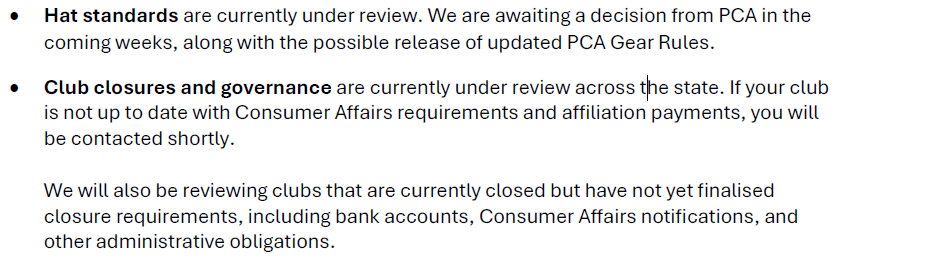 • Hat standards are currently under review. We are awaiting a decision from PCA in the
coming weeks, along with the possible release of updated PCA Gear Rules.
• Club closures and governance are currently under review across the state. If your club
is not up to date with Consumer Affairs requirements and affiliation payments, you will
be contacted shortly.
We will also be reviewing clubs that are currently closed but have not yet finalised
closure requirements, including bank accounts, Consumer Affairs notifications, and
other administrative obligations.